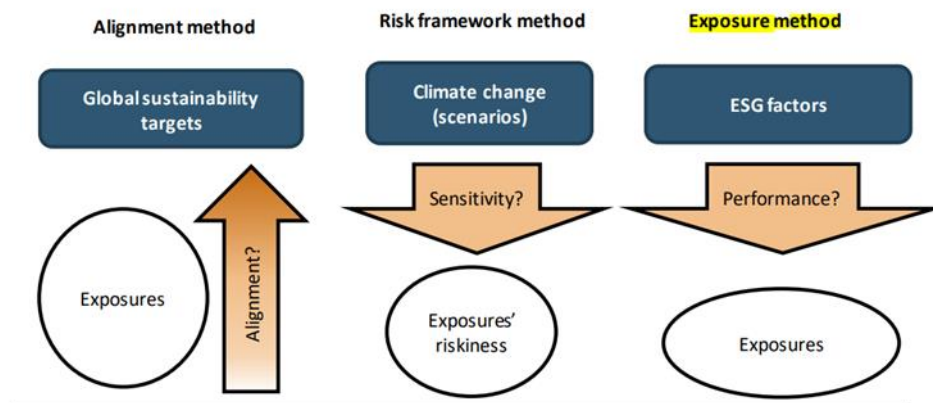 Alignment method
Risk framework method
Exposure method
Global sustainability
targets
Climate change
(scenarios)
ESG factors
Alignment?
Sensitivity?
Performance?
Exposures
Exposures'
riskiness
Exposures